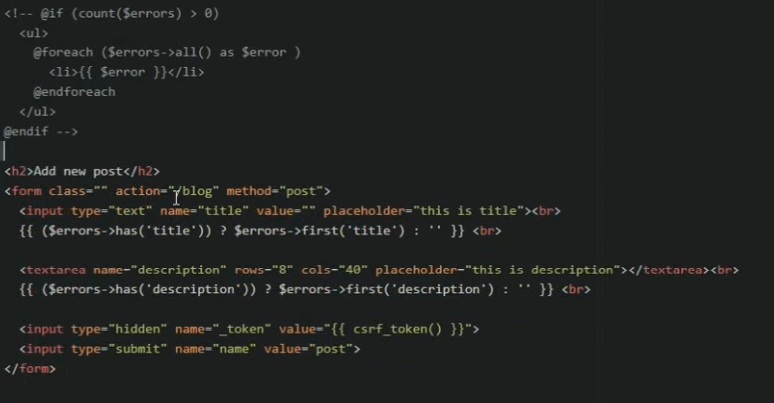 <!-- @if (count($errors) > 0)
<ul>
@foreach ($errors->all() as $error )
<li>{{ $error }}</li>
@endforeach
</ul>
@endif -->
<h2>Add new post</h2>
<form class="" action="/blog" method="post">
<input type="text" name="title" value="" placeholder="this is title"><br>
{{ ($errors->has('title')) ? $errors->first('title') : '' }} <br>
<textarea name="description" rows="8" cols="40" placeholder="this is description"></textarea><br>
{{ ($errors->has('description')) ? $errors->first('description') : '' }} <br>
<input type="hidden" name="_token" value="{{ csrf_token() }}">
<input type="submit" name="name" value="post">
</form>